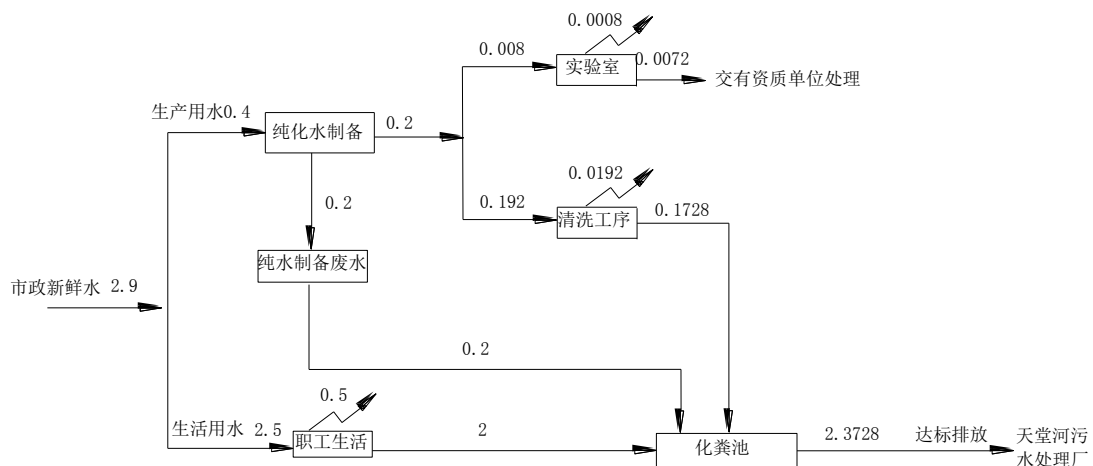 0.0008
0.008
实验室
0.0072
交有资质单位处理
生产用水0.4
纯化水制备
0.2
0.0192
0.2
0.192
清洗工序
0.1728
纯水制备废水
市政新鲜水 2.9
0.2
0.5
生活用水 2.5
职工生活
2
化粪池
2.3728
达标排放
天堂河污
水处理厂